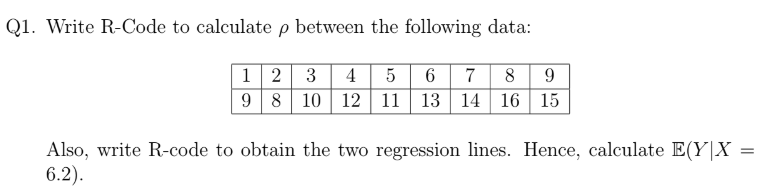 Q1. Write R-Code to calculate ρ between the following data:
1 2 3 4 5 6 7 8 9
9 8 10 12 11 13 14 16 15
Also, write R-code to obtain the two regression lines. Hence, calculate 𝔼(Y|X =
6.2).